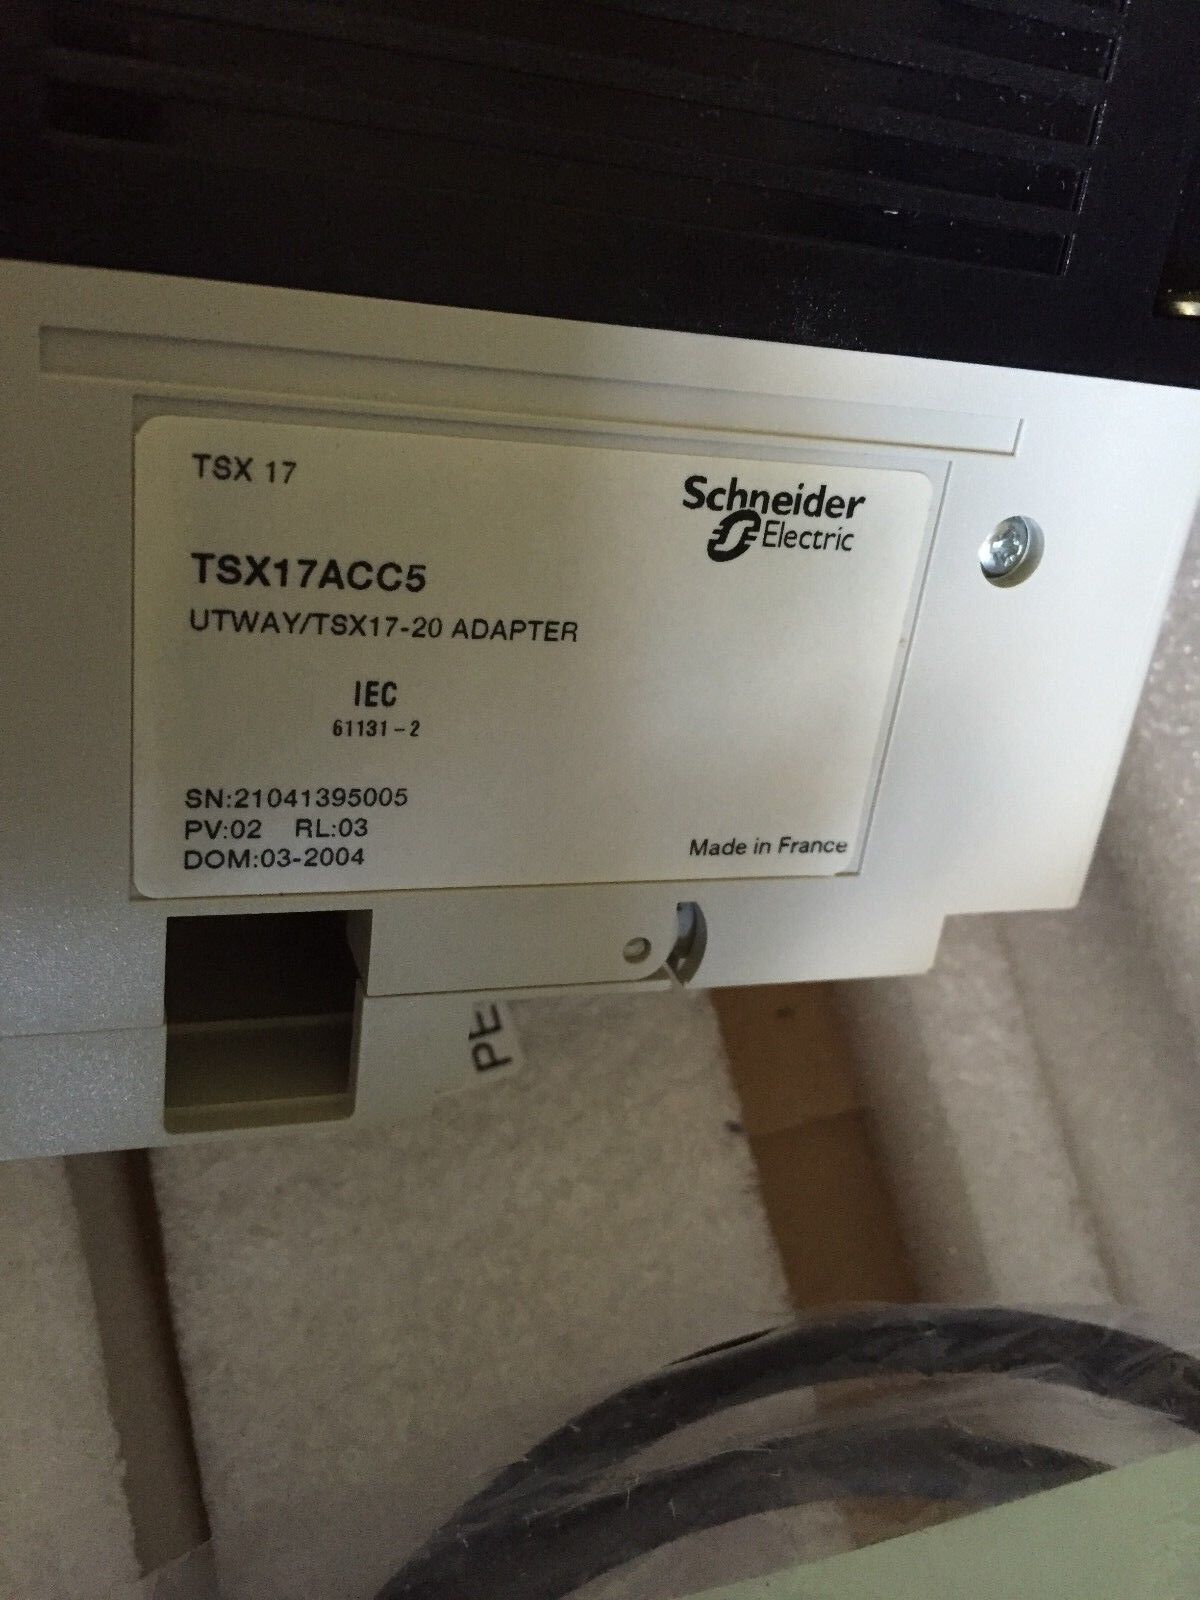 TSX 17
Schneider
Electric
TSX17ACC5
UTWAY/TSX17-20 ADAPTER
IEC
61131-2
SN:21041395005
PV:02 RL:03
DOM:03-2004
Made in France
PE